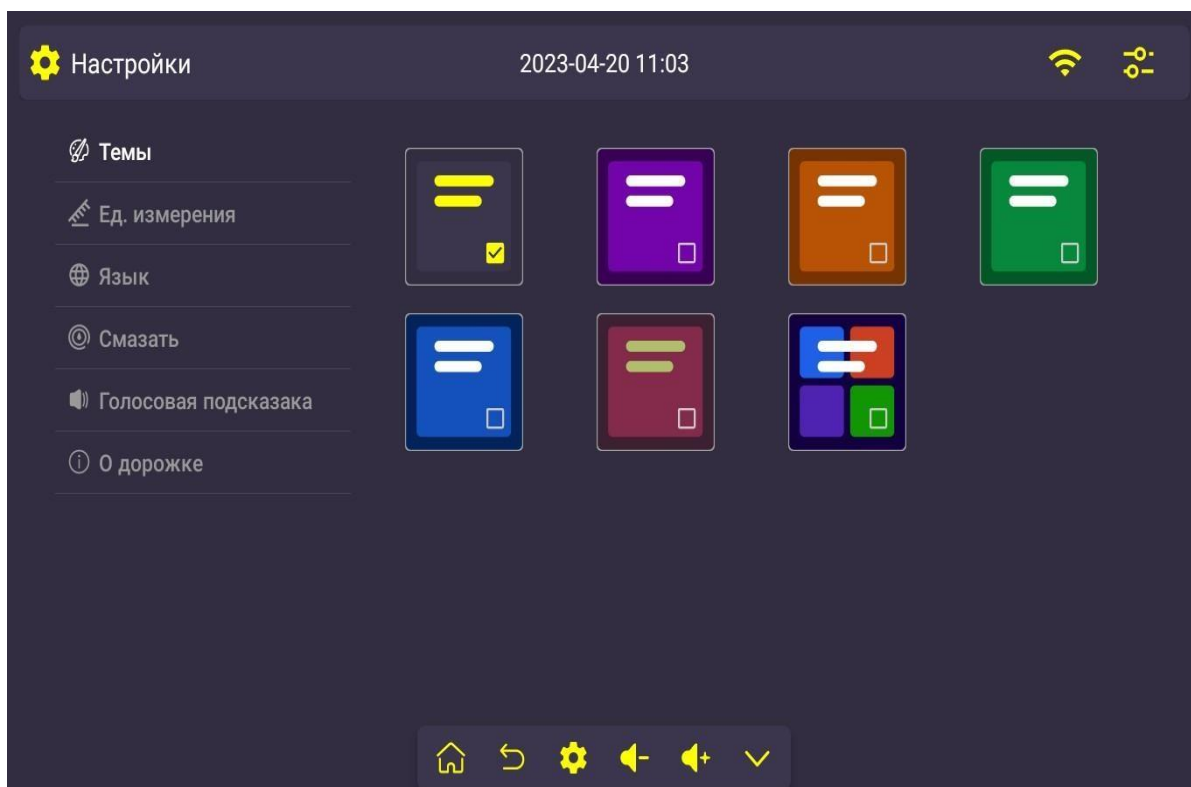 Настройки
2023-04-20 11:03
Темы
Ед. измерения
Язык
Смазать
Голосовая подсказака
О дорожке